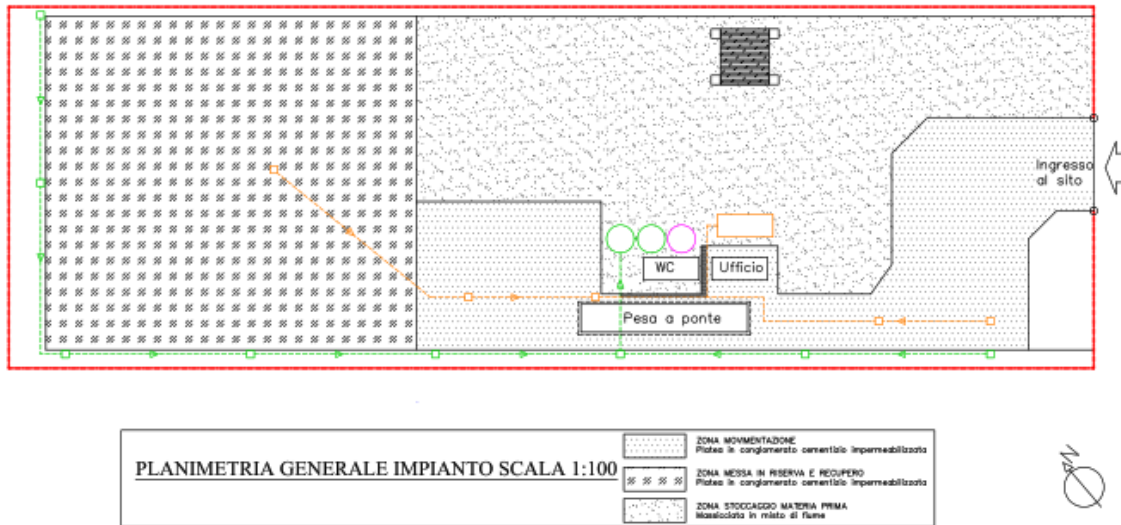 Ingresso
al sito
WC
Ufficio
Pesa a ponte
PLANIMETRIA GENERALE IMPIANTO SCALA 1:100
ZONA MOVIMENTAZIONE
Platea in conglomerato cementizio impermeabilizzata
ZONA MESSA IN RISERVA E RECUPERO
Platea in conglomerato cementizio impermeabilizzata
ZONA STOCCAGGIO MATERIA PRIMA
Massicciata in misto di fiume
N